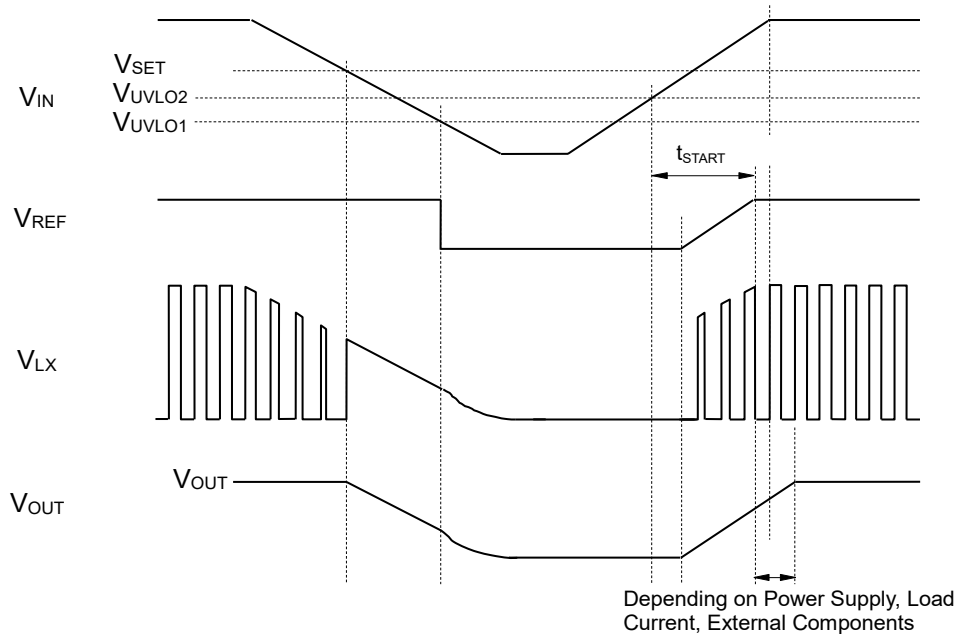 VSET
VIN
VUVLO2
VUVLO1
tSTART
VREF
VLX
VOUT
VOUT
Depending on Power Supply, Load
Current, External Components